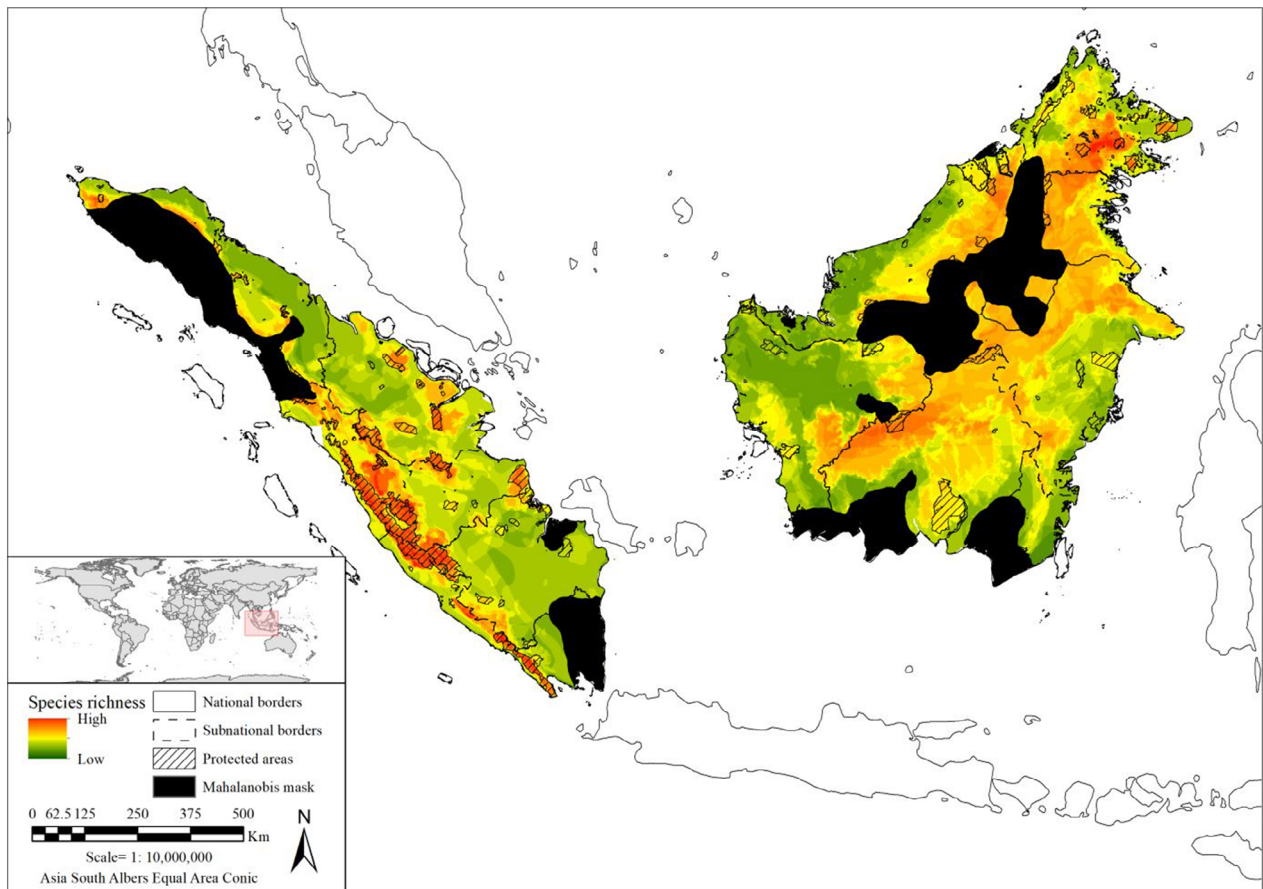 Species richness
High
Low
National borders
Subnational borders
Protected areas
Mahalanobis mask
0 62.5 125 250 375 500
Km
N
Scale= 1: 10,000,000
Asia South Albers Equal Area Conic